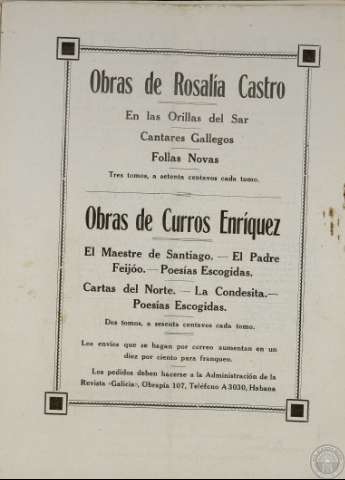 Obras de Rosalía Castro
En las Orillas del Sar
Cantares Gallegos
Follas Novas
Tres tomos, a setenta centavos cada tomo.
Obras de Curros Enríquez
El Maestre de Santiago. — El Padre
Feijóo. — Poesías Escogidas.
Cartas del Norte. — La Condesita.—
Poesías Escogidas.
Dos tomos, a sesenta centavos cada tomo.
Los envíos que se hagan por correo aumentan en un
diez por ciento para franqueo.
Los pedidos deben hacerse a la Administración de la
Revista «Galicia», Obrapía 107, Teléfcno A 3030, Habana